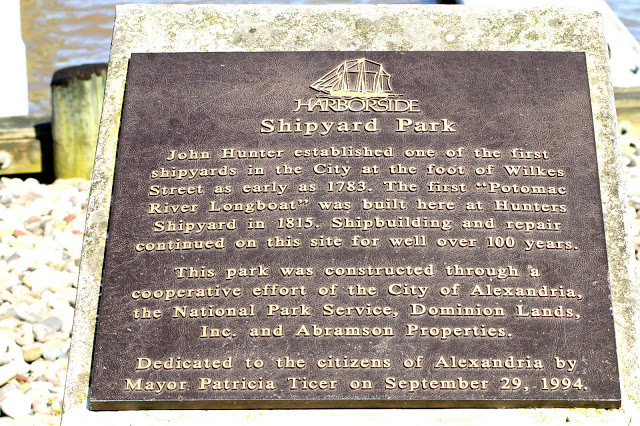 HARBORSIDE
Shipyard Park
John Hunter established one of the first
shipyards in the City at the foot of Wilkes
Street as early as 1783. The first "Potomac
River Longboat" was built here at Hunters
Shipyard in 1815. Shipbuilding and repair
continued on this site for well over 100 years.
This park was constructed through a
cooperative effort of the City of Alexandria,
the National Park Service, Dominion Lands,
Inc. and Abramson Properties.
Dedicated to the citizens of Alexandria by
Mayor Patricia Ticer on September 29, 1994.